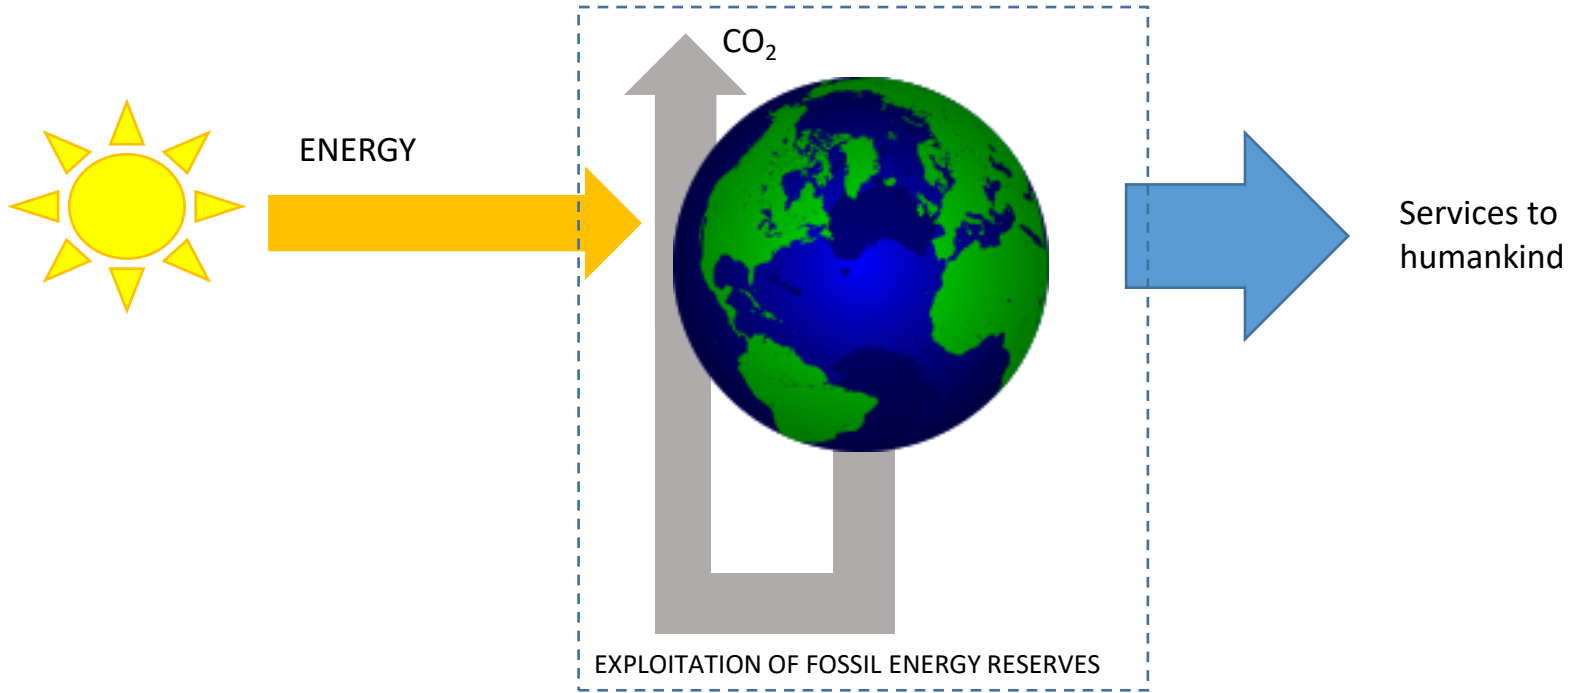 CO₂
ENERGY
Services to
humankind
EXPLOITATION OF FOSSIL ENERGY RESERVES